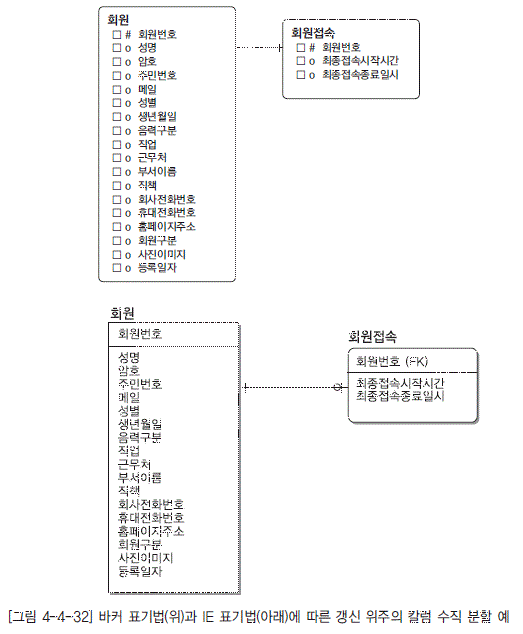 회원
# 회원번호
o 성명
o 암호
o 주민번호
o 메일
o 성별
o 생년월일
o 음력구분
o 직업
o 근무처
o 부서이름
o 직책
o 회사전화번호
o 휴대전화번호
o 홈페이지주소
o 회원구분
o 사진이미지
o 등록일자
회원접속
# 회원번호
o 최종접속시작시간
o 최종접속종료일시
회원
회원번호
성명
암호
주민번호
메일
성별
생년월일
음력구분
직업
근무처
부서이름
직책
회사전화번호
휴대전화번호
홈페이지주소
회원구분
사진이미지
등록일자
회원접속
회원번호 (FK)
최종접속시작시간
최종접속종료일시
[그림 4-4-32] 바커 표기법(위)과 IE 표기법(아래)에 따른 갱신 위주의 칼럼 수직 분할 예